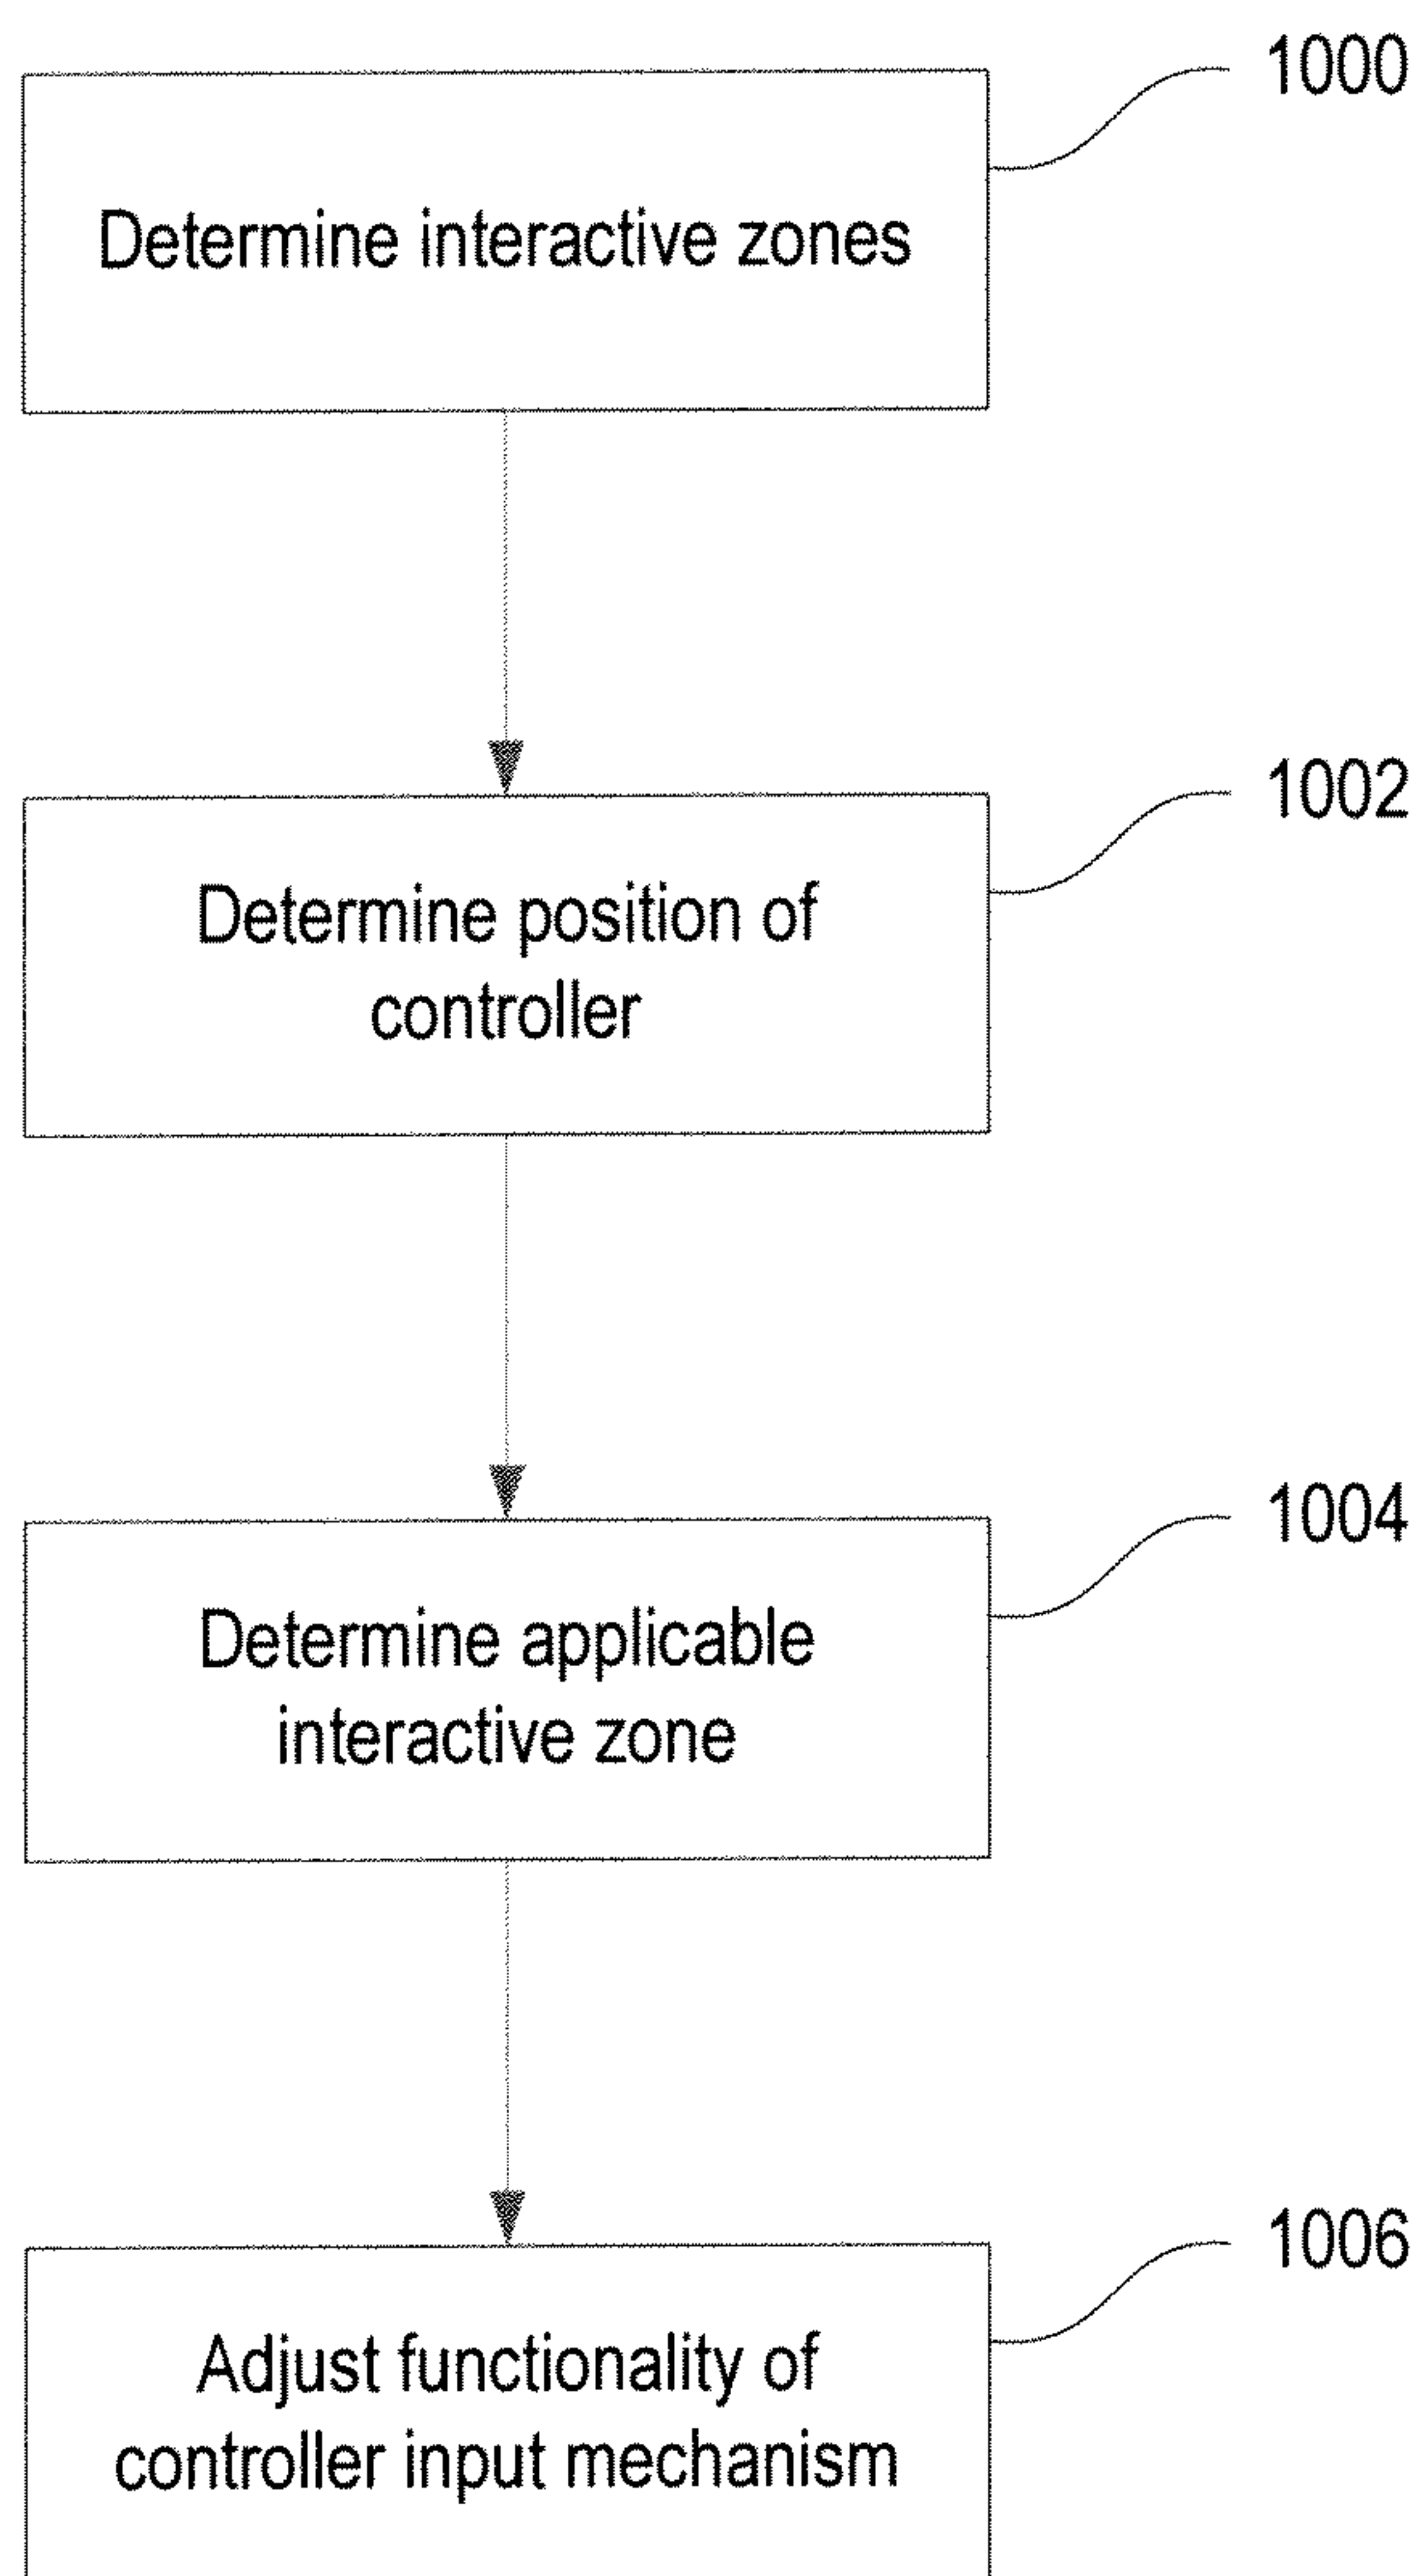 1000
Determine interactive zones
1002
Determine position of
controller
1004
Determine applicable
interactive zone
1006
Adjust functionality of
controller input mechanism